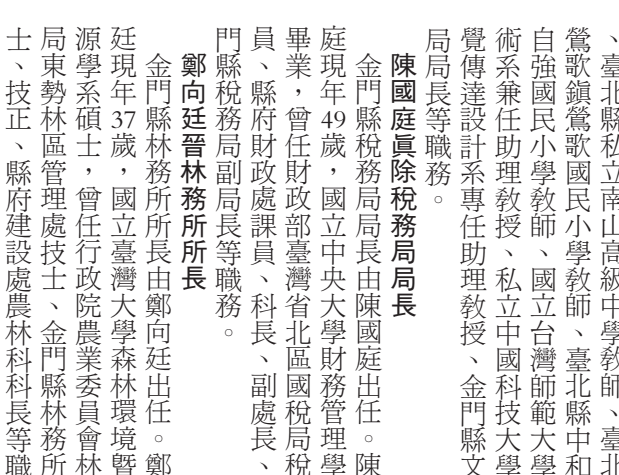 、臺北縣私立南山高級中學教師、臺北
鶯歌鎮鶯歌國民小學教師、臺北縣中和
自強國民小學教師、國立台灣師範大學
術系兼任助理教授、私立中國科技大學
覺傳達設計系專任助理教授、金門縣文
局局長等職務。
陳國庭真除稅務局局長
金門縣稅務局局長由陳國庭出任。陳
庭現年49歲，國立中央大學財務管理學
畢業，曾任財政部臺灣省北區國稅局稅
員、縣府財政處課員、科長、副處長、
門縣稅務局副局長等職務。
鄭向廷晉林務所所長
金門縣林務所所長由鄭向廷出任。鄭
廷現年37歲，國立臺灣大學森林環境暨
源學系碩士，曾任行政院農業委員會林
局東勢林區管理處技士、金門縣林務所
士、技正、縣府建設處農林科科長等職